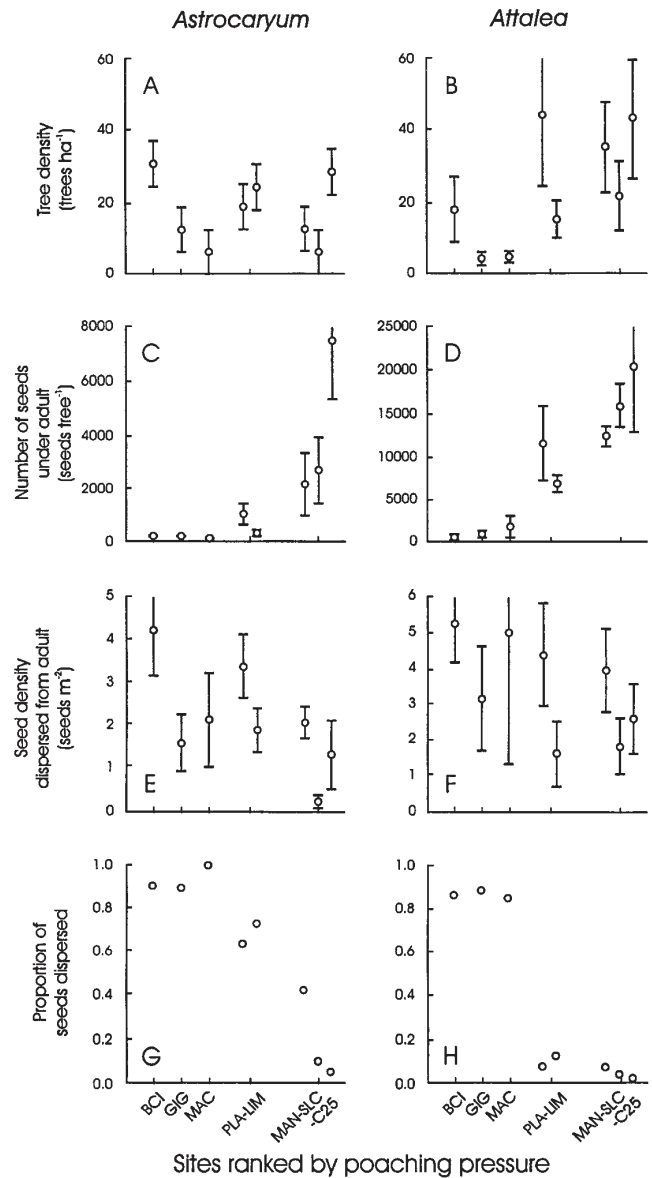 Astrocaryum
Attalea
A
B
Tree density
(trees ha⁻¹)
60
40
20
0
60
40
20
0
C
D
Number of seeds
under adult
(seeds tree⁻¹)
8000
6000
4000
2000
0
25000
20000
15000
10000
5000
0
Seed density
dispersed from adult
(seeds m⁻²)
5
4
3
2
1
0
E
6
5
4
3
2
1
0
F
Proportion of
seeds dispersed
1.0
0.8
0.6
0.4
0.2
0.0
G
1.0
0.8
0.6
0.4
0.2
0.0
H
BCI
GIG
MAC
PLA-LIM
MAN-SLC
-C25
BCI
GIG
MAC
PLA-LIM
MAN-SLC
-C25
Sites ranked by poaching pressure